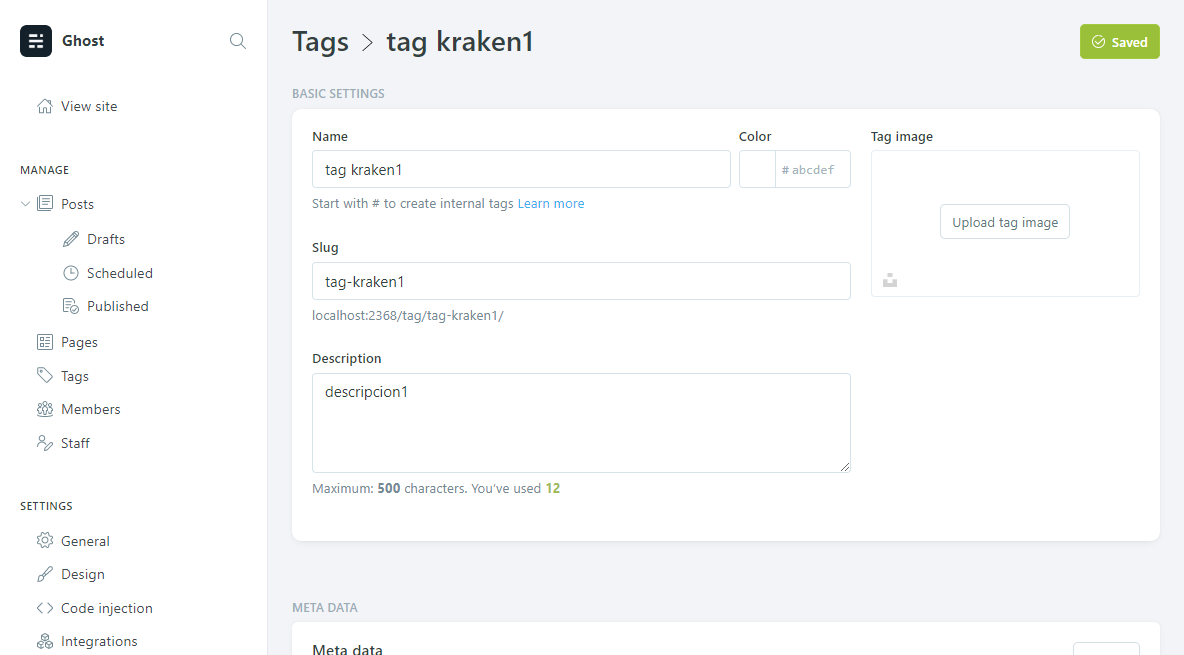 Ghost
View site
MANAGE
Posts
Drafts
Scheduled
Published
Pages
Tags
Members
Staff
SETTINGS
General
Design
Code injection
Integrations
Tags > tag kraken1
Saved
BASIC SETTINGS
Name
tag kraken1
Start with # to create internal tags Learn more
Color
# abcdef
Tag image
Upload tag image
Slug
tag-kraken1
localhost:2368/tag/tag-kraken1/
Description
descripcion1
Maximum: 500 characters. You've used 12
META DATA
Meta data